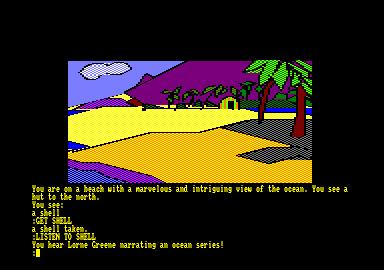 You are on a beach with a marvelous and intriguing view of the ocean. You see a
hut to the north.
You see:
a shell
:GET SHELL
a shell taken.
:LISTEN TO SHELL
You hear Lorne Greene narrating an ocean series!
: